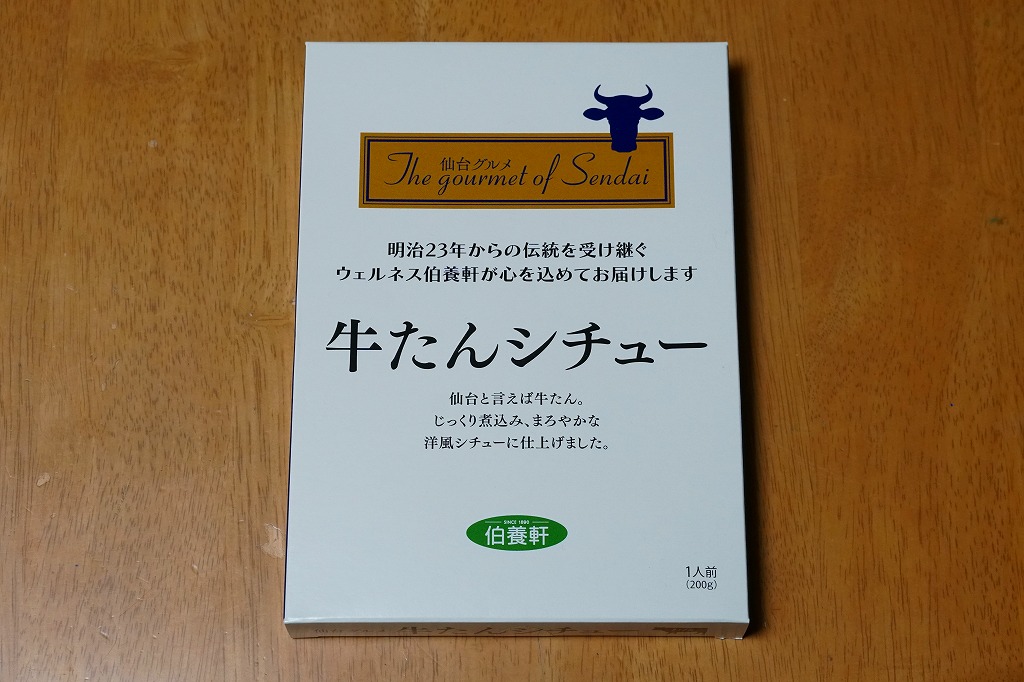 仙台グルメ
The gourmet of Sendai
明治23年からの伝統を受け継ぐ
ウェルネス伯養軒が心を込めてお届けします
牛たんシチュー
仙台と言えば牛たん。
じっくり煮込み、まろやかな
洋風シチューに仕上げました。
SINCE 1890
伯養軒
1人前
(200g)
牛たんシチュー